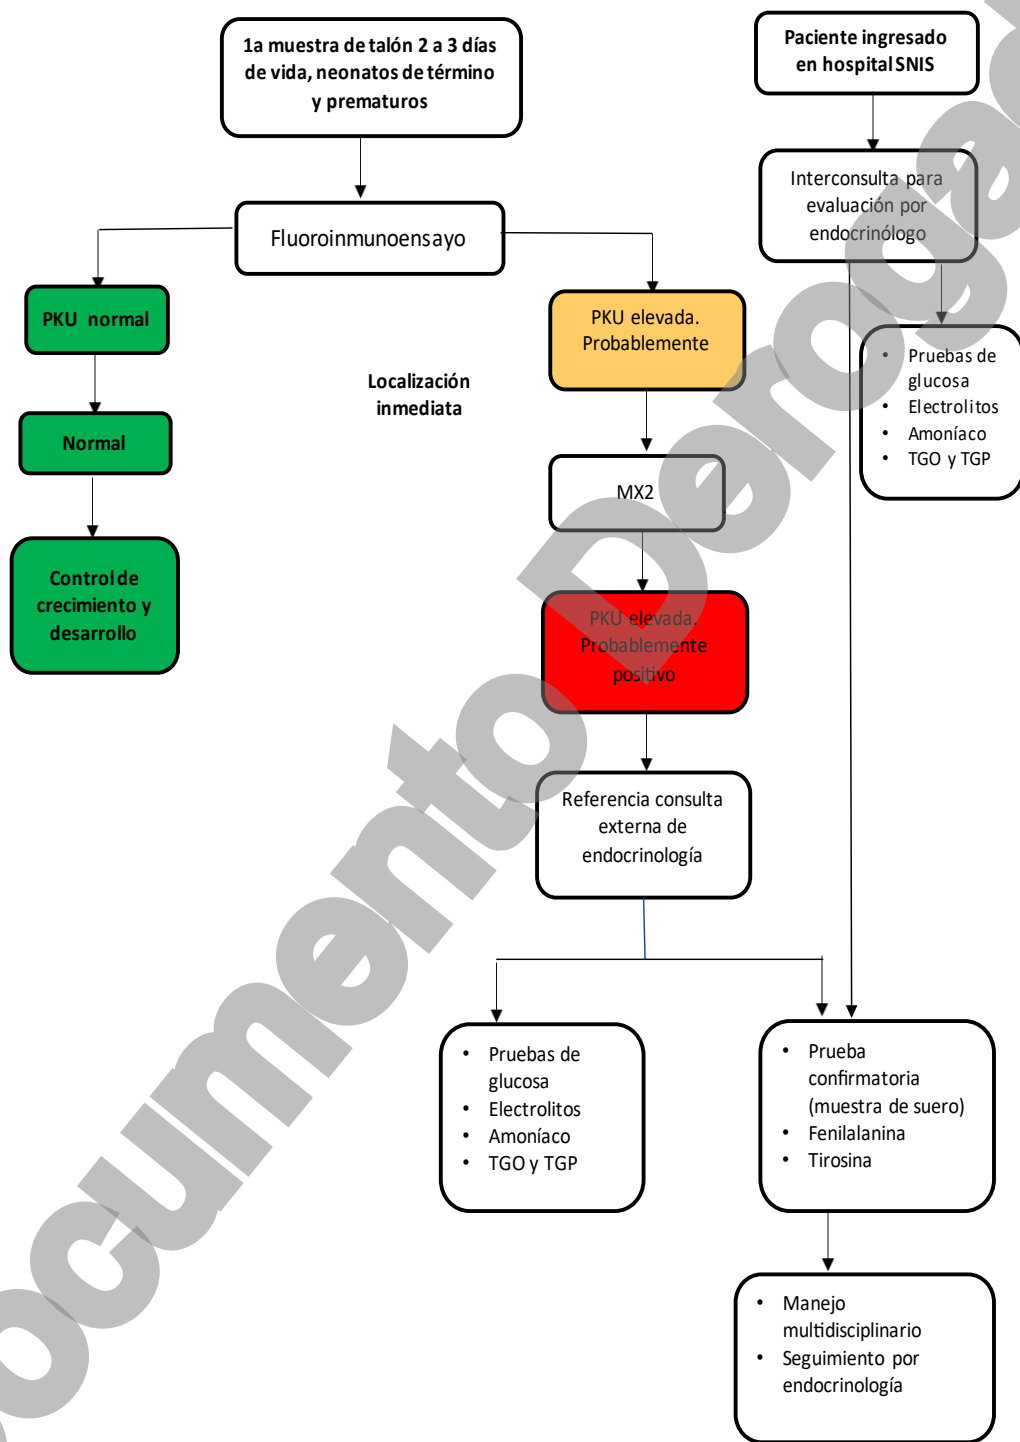 1a muestra de talón 2 a 3 días
de vida, neonatos de término
y prematuros
Paciente ingresado
en hospital SNIS
Fluoroinmunoensayo
Interconsulta para
evaluación por
endocrinólogo
PKU normal
PKU elevada.
Probablemente
• Pruebas de
glucosa
• Electrolitos
• Amoníaco
• TGO y TGP
Localización
inmediata
Normal
MX2
Control de
crecimiento y
desarrollo
PKU elevada.
Probablemente
positivo
Referencia consulta
externa de
endocrinología
• Pruebas de
glucosa
• Electrolitos
• Amoníaco
• TGO y TGP
• Prueba
confirmatoria
(muestra de suero)
• Fenilalanina
• Tirosina
• Manejo
multidisciplinario
• Seguimiento por
endocrinología
Documento Deroga